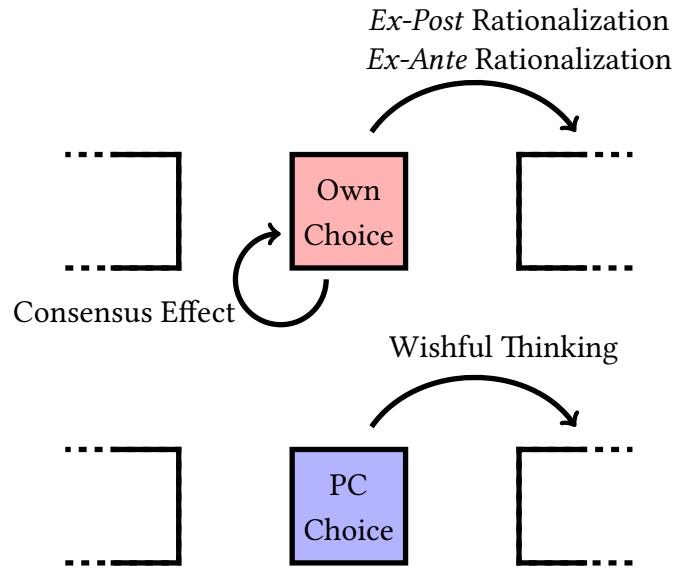 Ex-Post Rationalization
Ex-Ante Rationalization
Own
Choice
Consensus Effect
Wishful Thinking
PC
Choice